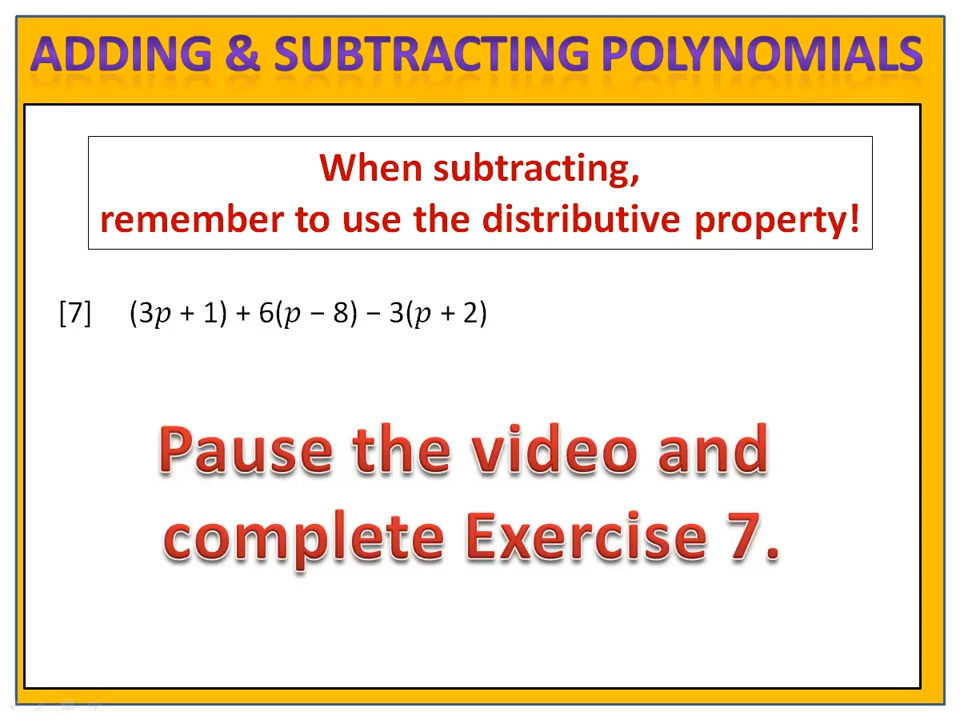 ADDING & SUBTRACTING POLYNOMIALS
When subtracting,
remember to use the distributive property!
[7] (3𝑝 + 1) + 6(𝑝 − 8) − 3(𝑝 + 2)
Pause the video and
complete Exercise 7.